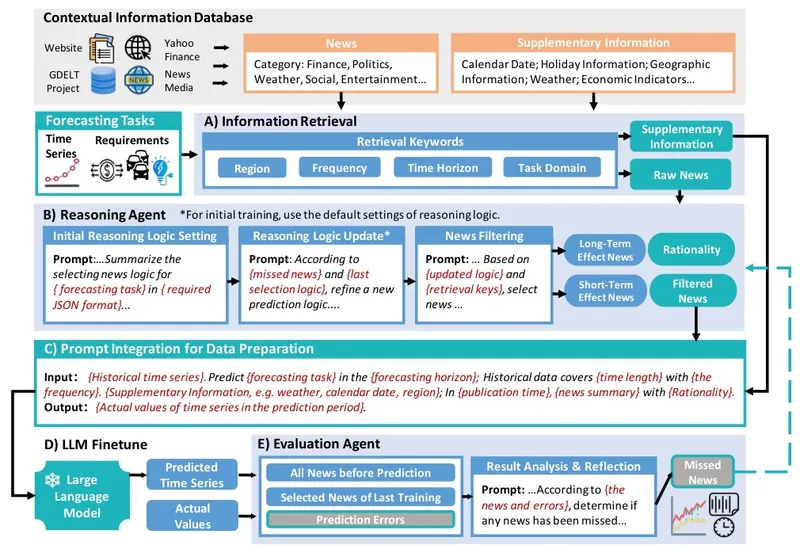 Contextual Information Database
Website
Yahoo
Finance
GDELT
Project
NEWS
News
Media
News
Category: Finance, Politics,
Weather, Social, Entertainment...
Supplementary Information
Calendar Date; Holiday Information; Geographic
Information; Weather; Economic Indicators...
Forecasting Tasks
Time
Series
Requirements
A) Information Retrieval
Retrieval Keywords
Region
Frequency
Time Horizon
Task Domain
Supplementary
Information
Raw News
B) Reasoning Agent
*For initial training, use the default settings of reasoning logic.
Initial Reasoning Logic Setting
Prompt:...Summarize the
selecting news logic for
{ forecasting task} in { required
JSON format}...
Reasoning Logic Update*
Prompt: According to
{missed news} and {last
selection logic}, refine a new
prediction logic....
News Filtering
Prompt: ... Based on
{updated logic} and
{retrieval keys}, select
news ...
Long-Term
Effect News
Rationality
Short-Term
Effect News
Filtered
News
C) Prompt Integration for Data Preparation
Input: {Historical time series}. Predict {forecasting task} in the {forecasting horizon}; Historical data covers {time length} with {the
frequency}. {Supplementary Information, e.g. weather, calendar date, region}; In {publication time}, {news summary} with {Rationality}.
Output: {Actual values of time series in the prediction period}.
D) LLM Finetune
Large
Language
Model
Predicted
Time Series
Actual
Values
E) Evaluation Agent
All News before Prediction
Selected News of Last Training
Prediction Errors
Result Analysis & Reflection
Prompt: ...According to {the
news and errors}, determine if
any news has been missed...
Missed
News